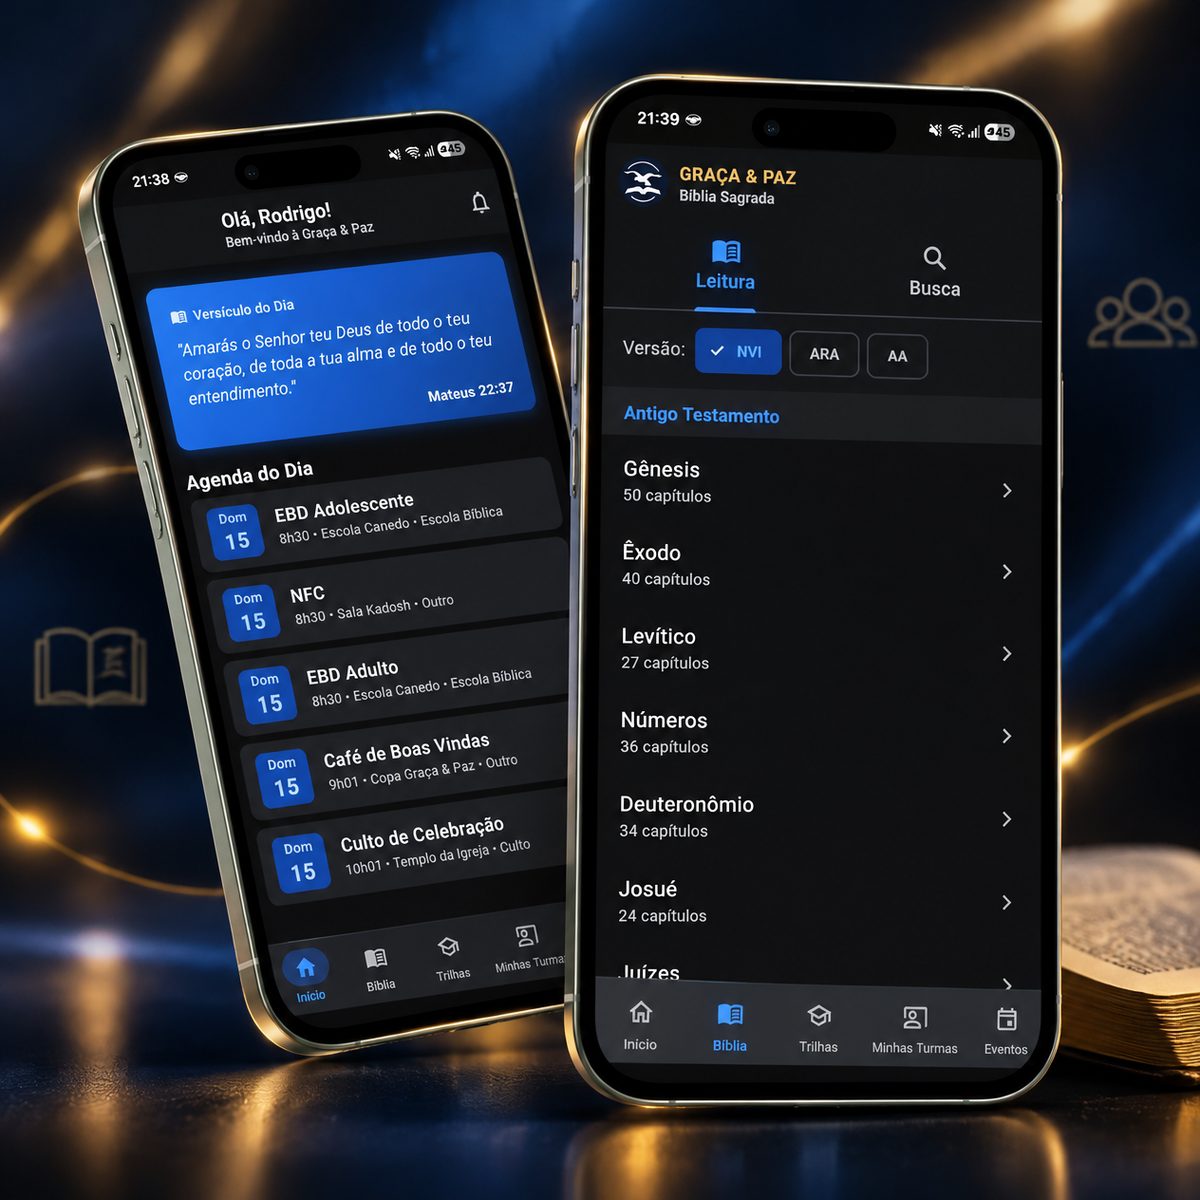 21:38
45
Olá, Rodrigo!
Bem-vindo à Graça & Paz
Versículo do Dia
"Amarás o Senhor teu Deus de todo o teu
coração, de toda a tua alma e de todo o teu
entendimento."
Mateus 22:37
Agenda do Dia
Dom
15
EBD Adolescente
8h30 • Escola Canedo • Escola Bíblica
Dom
15
NFC
8h30 • Sala Kadosh • Outro
Dom
15
EBD Adulto
8h30 • Escola Canedo • Escola Bíblica
Dom
15
Café de Boas Vindas
9h01 • Copa Graça & Paz • Outro
Dom
15
Culto de Celebração
10h01 • Templo da Igreja • Culto
Início
Bíblia
Trilhas
Minhas Turma
21:39
45
GRAÇA & PAZ
Bíblia Sagrada
Leitura
Busca
Versão:
NVI
ARA
AA
Antigo Testamento
Gênesis
50 capítulos
Êxodo
40 capítulos
Levítico
27 capítulos
Números
36 capítulos
Deuteronômio
34 capítulos
Josué
24 capítulos
Juízes
Início
Bíblia
Trilhas
Minhas Turmas
Eventos